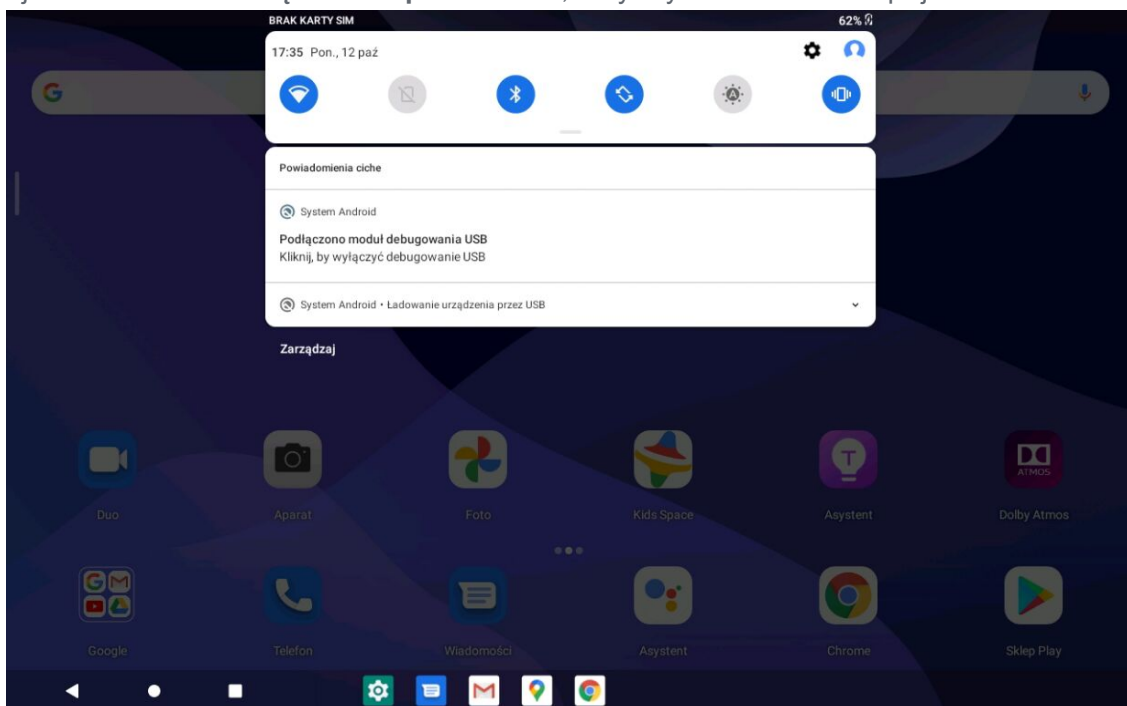 BRAK KARTY SIM 62%
17:35 Pon., 12 paź
Powiadomienia ciche
System Android
Podłączono moduł debugowania USB
Kliknij, by wyłączyć debugowanie USB
System Android • Ładowanie urządzenia przez USB
Zarządzaj
Duo Aparat Foto Kids Space Asystent Dolby Atmos
Google Telefon Wiadomości Asystent Chrome Sklep Play